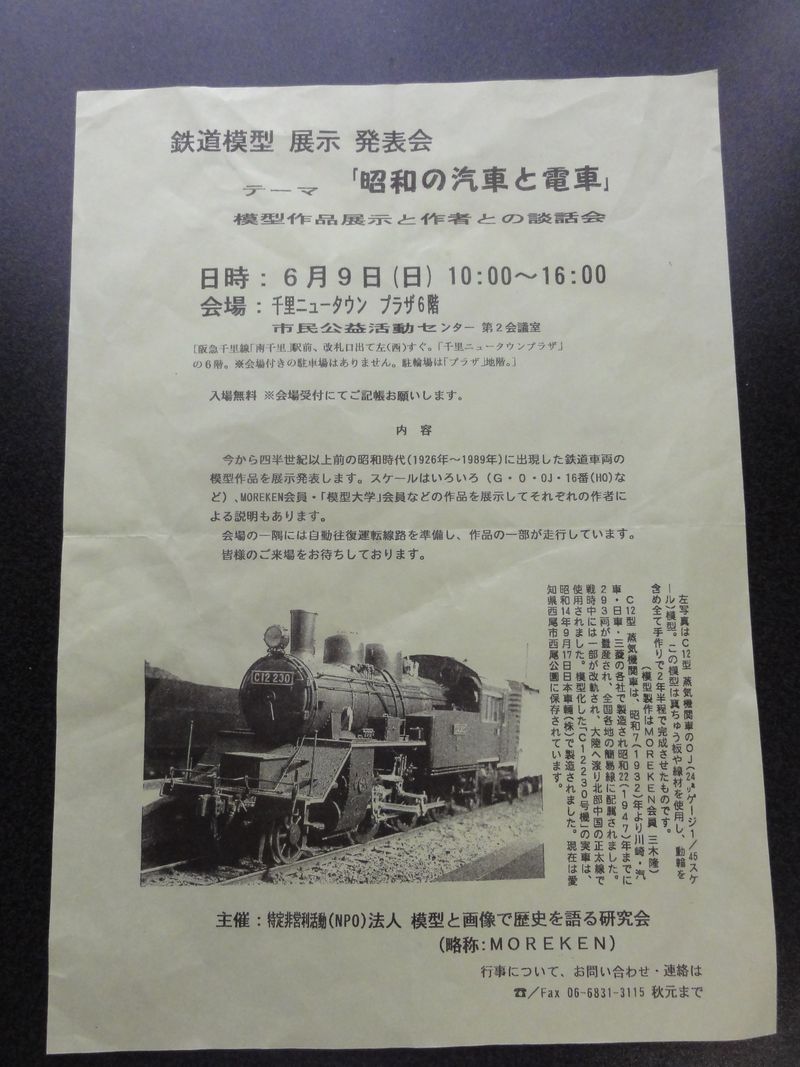 鉄道模型 展示 発表会
テーマ 「昭和の汽車と電車」
模型作品展示と作者との談話会
日時：６月９日(日) 10:00～16:00
会場：千里ニュータウン プラザ6階
市民公益活動センター 第２会議室
［阪急千里線「南千里」駅前、改札口出て左(西)すぐ。「千里ニュータウンプラザ」
の６階。※会場付きの駐車場はありません。駐輪場は「プラザ」地階。］
入場無料 ※会場受付にてご記帳お願いします。
内 容
今から四半世紀以上前の昭和時代(1926年～1989年)に出現した鉄道車両の
模型作品を展示発表します。スケールはいろいろ（G・O・OJ・16番(HO)な
ど）、MOREKEN会員・「模型大学」会員などの作品を展示してそれぞれの作者に
よる説明もあります。
会場の一隅には自動往復運転線路を準備し、作品の一部が走行しています。
皆様のご来場をお待ちしております。
左写真はＣ12型 蒸気機関車のＯＪ(24㍉ゲージ１／45スケ
ール)模型。この模型は真ちゅう板や線材を使用し、動輪を
含め全て手作りで２年半程で完成させたものです。
（模型製作はＭＯＲＥＫＥＮ会員 三木隆）
Ｃ12型 蒸気機関車は、昭和７(１９３２)年より川崎・汽
車・日車・三菱の各社で製造され昭和22(１９４７)年までに
２９３両が量産され、全国各地の簡易線に配属されました。
戦時中には一部が改軌され、大陸へ渡り北部中国の正太線で
使用されました。模型化した「Ｃ１２２３０号機」の実車は、
昭和14年９月17日日本車輛(株)で製造されました。現在は愛
知県西尾市西尾公園に保存されています。
C12 230
主催：特定非営利活動(NPO)法人 模型と画像で歴史を語る研究会
(略称:ＭＯＲＥＫＥＮ)
行事について、お問い合わせ・連絡は
☎／Fax 06-6831-3115 秋元まで